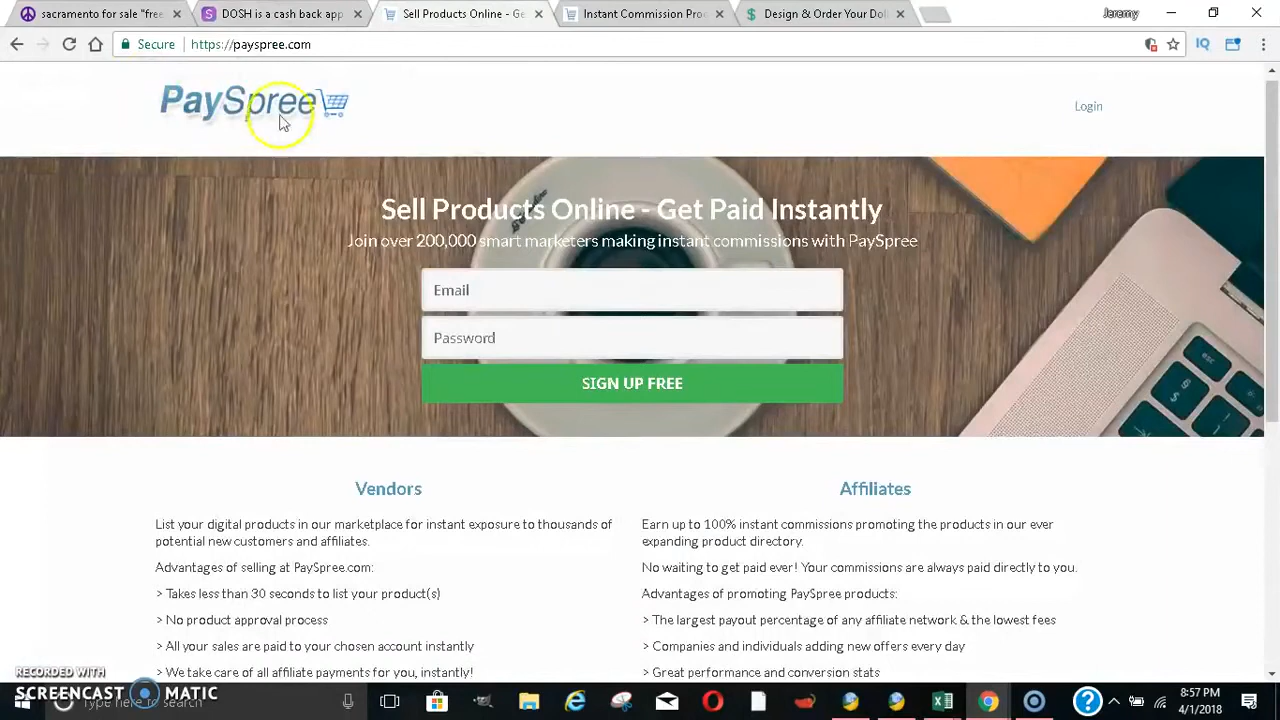 sacramento for sale "free
DOSH is a cash back app
Sell Products Online - Ge
Instant Commission Pro
Design & Order Your Dol
Jeremy
Secure https://payspree.com
PaySpree
Login
Sell Products Online - Get Paid Instantly
Join over 200,000 smart marketers making instant commissions with PaySpree
Email
Password
SIGN UP FREE
Vendors
List your digital products in our marketplace for instant exposure to thousands of
potential new customers and affiliates.
Advantages of selling at PaySpree.com:
> Takes less than 30 seconds to list your product(s)
> No product approval process
> All your sales are paid to your chosen account instantly
> We take care of all affiliate payments for you, instantly!
Affiliates
Earn up to 100% instant commissions promoting the products in our ever
expanding product directory.
No waiting to get paid ever! Your commissions are always paid directly to you.
Advantages of promoting PaySpree products:
> The largest payout percentage of any affiliate network & the lowest fees
> Companies and individuals adding new offers every day
> Great performance and conversion stats
RECORDED WITH
SCREENCAST MATIC
Type here to search
8:57 PM
4/1/2018